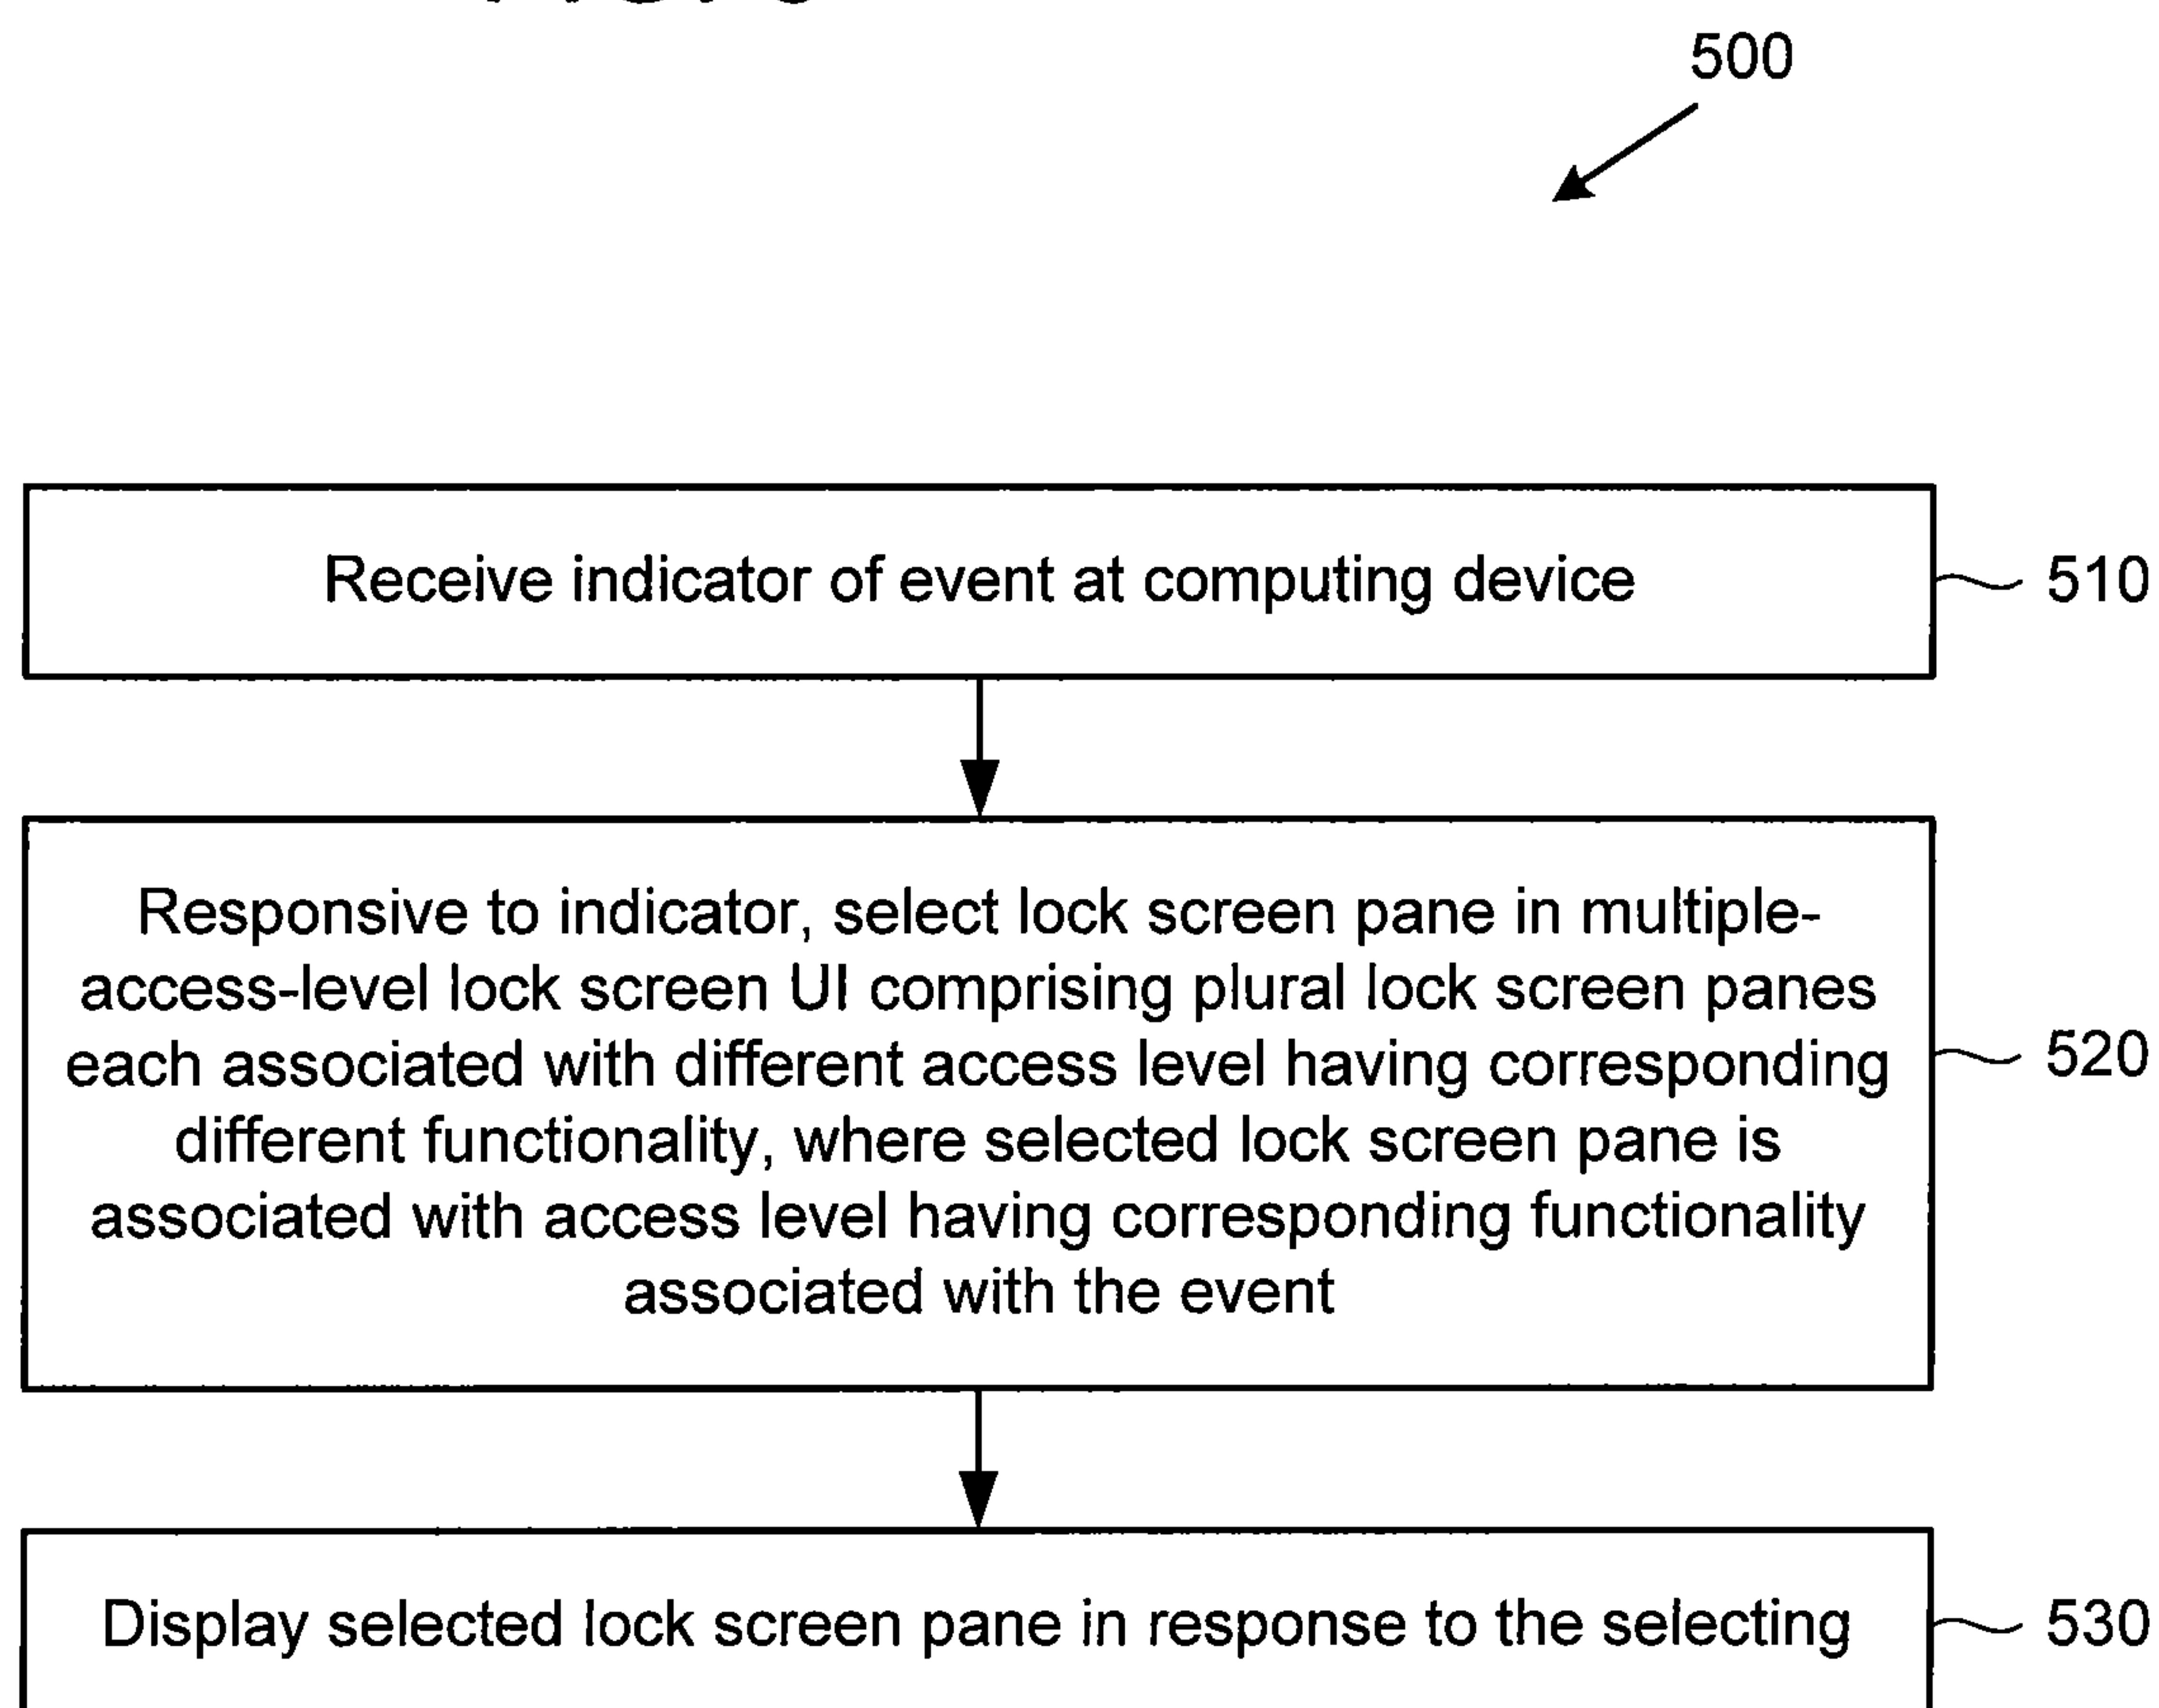 500
Receive indicator of event at computing device
510
Responsive to indicator, select lock screen pane in multiple-
access-level lock screen UI comprising plural lock screen panes
each associated with different access level having corresponding
different functionality, where selected lock screen pane is
associated with access level having corresponding functionality
associated with the event
520
Display selected lock screen pane in response to the selecting
530